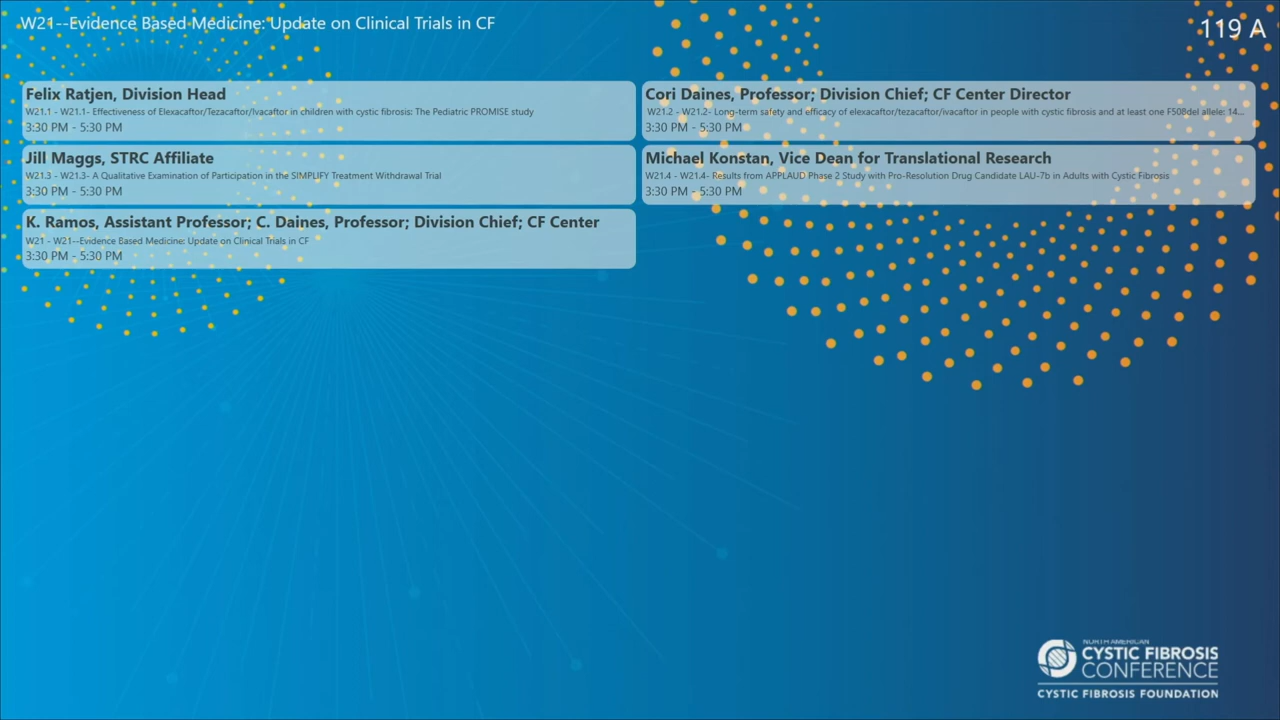 W21--Evidence Based Medicine: Update on Clinical Trials in CF
119 A
Felix Ratjen, Division Head
W21.1 - W21.1- Effectiveness of Elexacaftor/Tezacaftor/Ivacaftor in children with cystic fibrosis: The Pediatric PROMISE study
3:30 PM - 5:30 PM
Cori Daines, Professor; Division Chief; CF Center Director
W21.2 - W21.2- Long-term safety and efficacy of elexacaftor/tezacaftor/ivacaftor in people with cystic fibrosis and at least one F508del allele: 14...
3:30 PM - 5:30 PM
Jill Maggs, STRC Affiliate
W21.3 - W21.3- A Qualitative Examination of Participation in the SIMPLIFY Treatment Withdrawal Trial
3:30 PM - 5:30 PM
Michael Konstan, Vice Dean for Translational Research
W21.4 - W21.4- Results from APPLAUD Phase 2 Study with Pro-Resolution Drug Candidate LAU-7b in Adults with Cystic Fibrosis
3:30 PM - 5:30 PM
K. Ramos, Assistant Professor; C. Daines, Professor; Division Chief; CF Center
W21 - W21--Evidence Based Medicine: Update on Clinical Trials in CF
3:30 PM - 5:30 PM
NORTH AMERICAN
CYSTIC FIBROSIS
CONFERENCE
CYSTIC FIBROSIS FOUNDATION